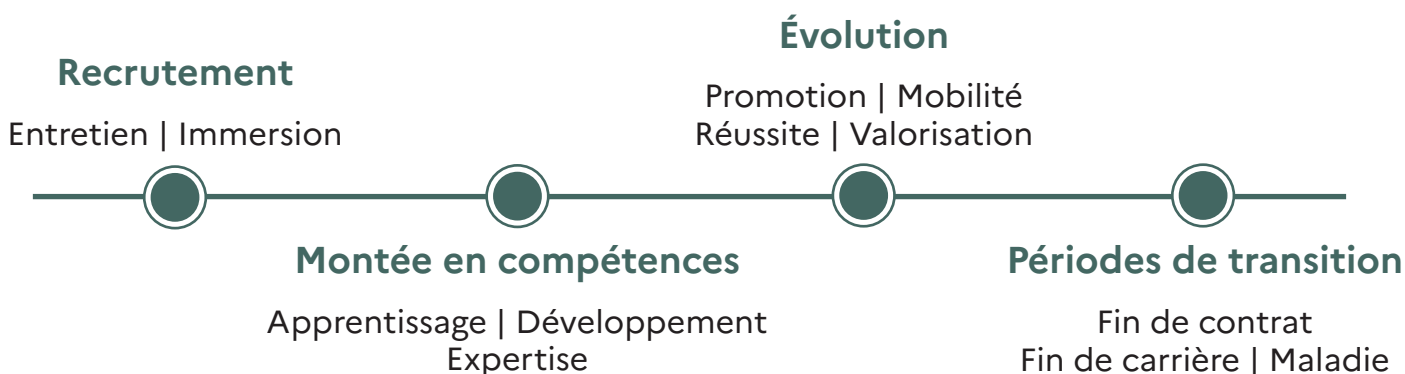 Recrutement
Entretien | Immersion
Montée en compétences
Apprentissage | Développement
Expertise
Évolution
Promotion | Mobilité
Réussite | Valorisation
Périodes de transition
Fin de contrat
Fin de carrière | Maladie